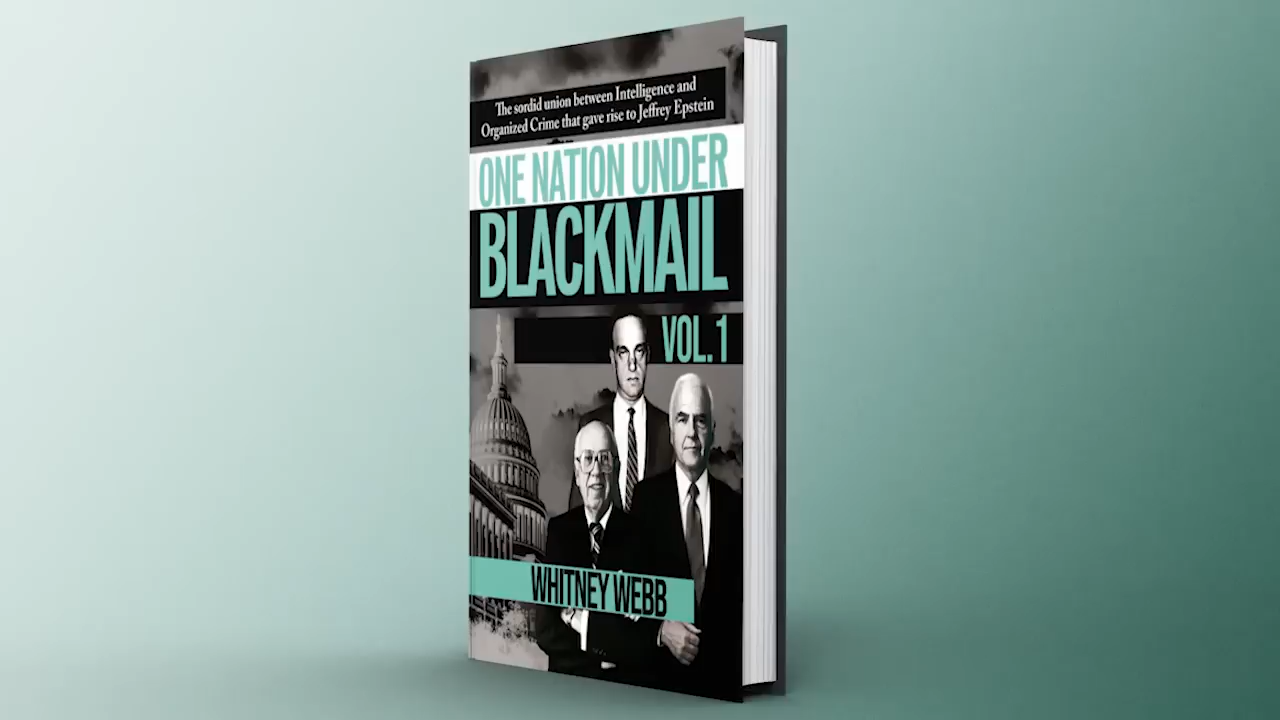 The sordid union between Intelligence and
Organized Crime that gave rise to Jeffrey Epstein
ONE NATION UNDER
BLACKMAIL
VOL. 1
WHITNEY WEBB